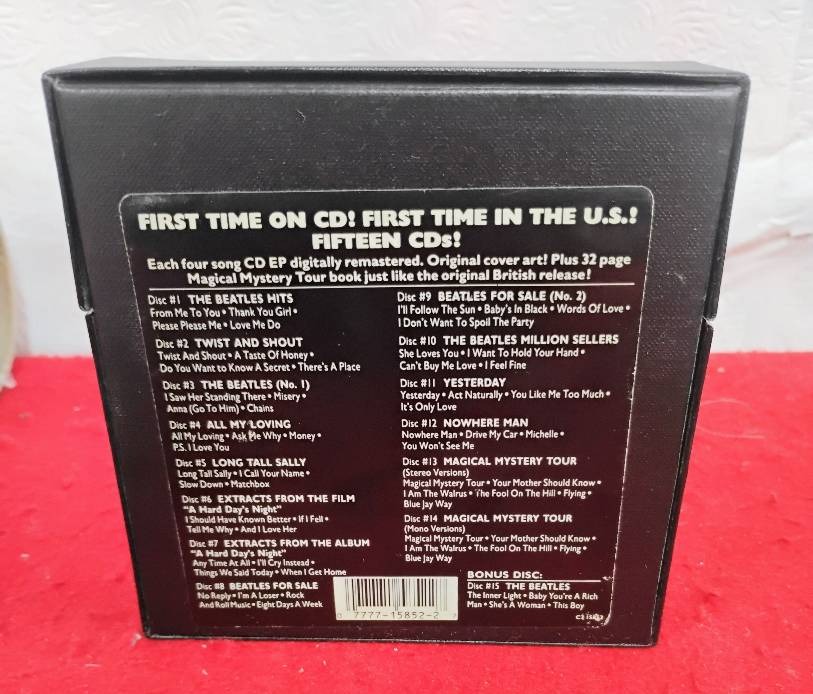 FIRST TIME ON CD! FIRST TIME IN THE U.S.!
FIFTEEN CDs!
Each four song CD EP digitally remastered. Original cover art! Plus 32 page
Magical Mystery Tour book just like the original British release!
Disc #1 THE BEATLES HITS
From Me To You • Thank You Girl •
Please Please Me • Love Me Do
Disc #2 TWIST AND SHOUT
Twist And Shout • A Taste Of Honey •
Do You Want to Know A Secret • There's A Place
Disc #3 THE BEATLES (No. 1)
I Saw Her Standing There • Misery •
Anna (Go To Him) • Chains
Disc #4 ALL MY LOVING
All My Loving • Ask Me Why • Money •
P.S. I Love You
Disc #5 LONG TALL SALLY
Long Tall Sally • I Call Your Name •
Slow Down • Matchbox
Disc #6 EXTRACTS FROM THE FILM
"A Hard Day's Night"
I Should Have Known Better • If I Fell •
Tell Me Why • And I Love Her
Disc #7 EXTRACTS FROM THE ALBUM
"A Hard Day's Night"
Any Time At All • I'll Cry Instead •
Things We Said Today • When I Get Home
Disc #8 BEATLES FOR SALE
No Reply • I'm A Loser • Rock
And Roll Music • Eight Days A Week
Disc #9 BEATLES FOR SALE (No. 2)
I'll Follow The Sun • Baby's In Black • Words Of Love •
I Don't Want To Spoil The Party
Disc #10 THE BEATLES MILLION SELLERS
She Loves You • I Want To Hold Your Hand •
Can't Buy Me Love • I Feel Fine
Disc #11 YESTERDAY
Yesterday • Act Naturally • You Like Me Too Much •
It's Only Love
Disc #12 NOWHERE MAN
Nowhere Man • Drive My Car • Michelle •
You Won't See Me
Disc #13 MAGICAL MYSTERY TOUR
(Stereo Versions)
Magical Mystery Tour • Your Mother Should Know •
I Am The Walrus • The Fool On The Hill • Flying •
Blue Jay Way
Disc #14 MAGICAL MYSTERY TOUR
(Mono Versions)
Magical Mystery Tour • Your Mother Should Know •
I Am The Walrus • The Fool On The Hill • Flying •
Blue Jay Way
BONUS DISC:
Disc #15 THE BEATLES
The Inner Light • Baby You're A Rich
Man • She's A Woman • This Boy
0 7777-15852-2 7